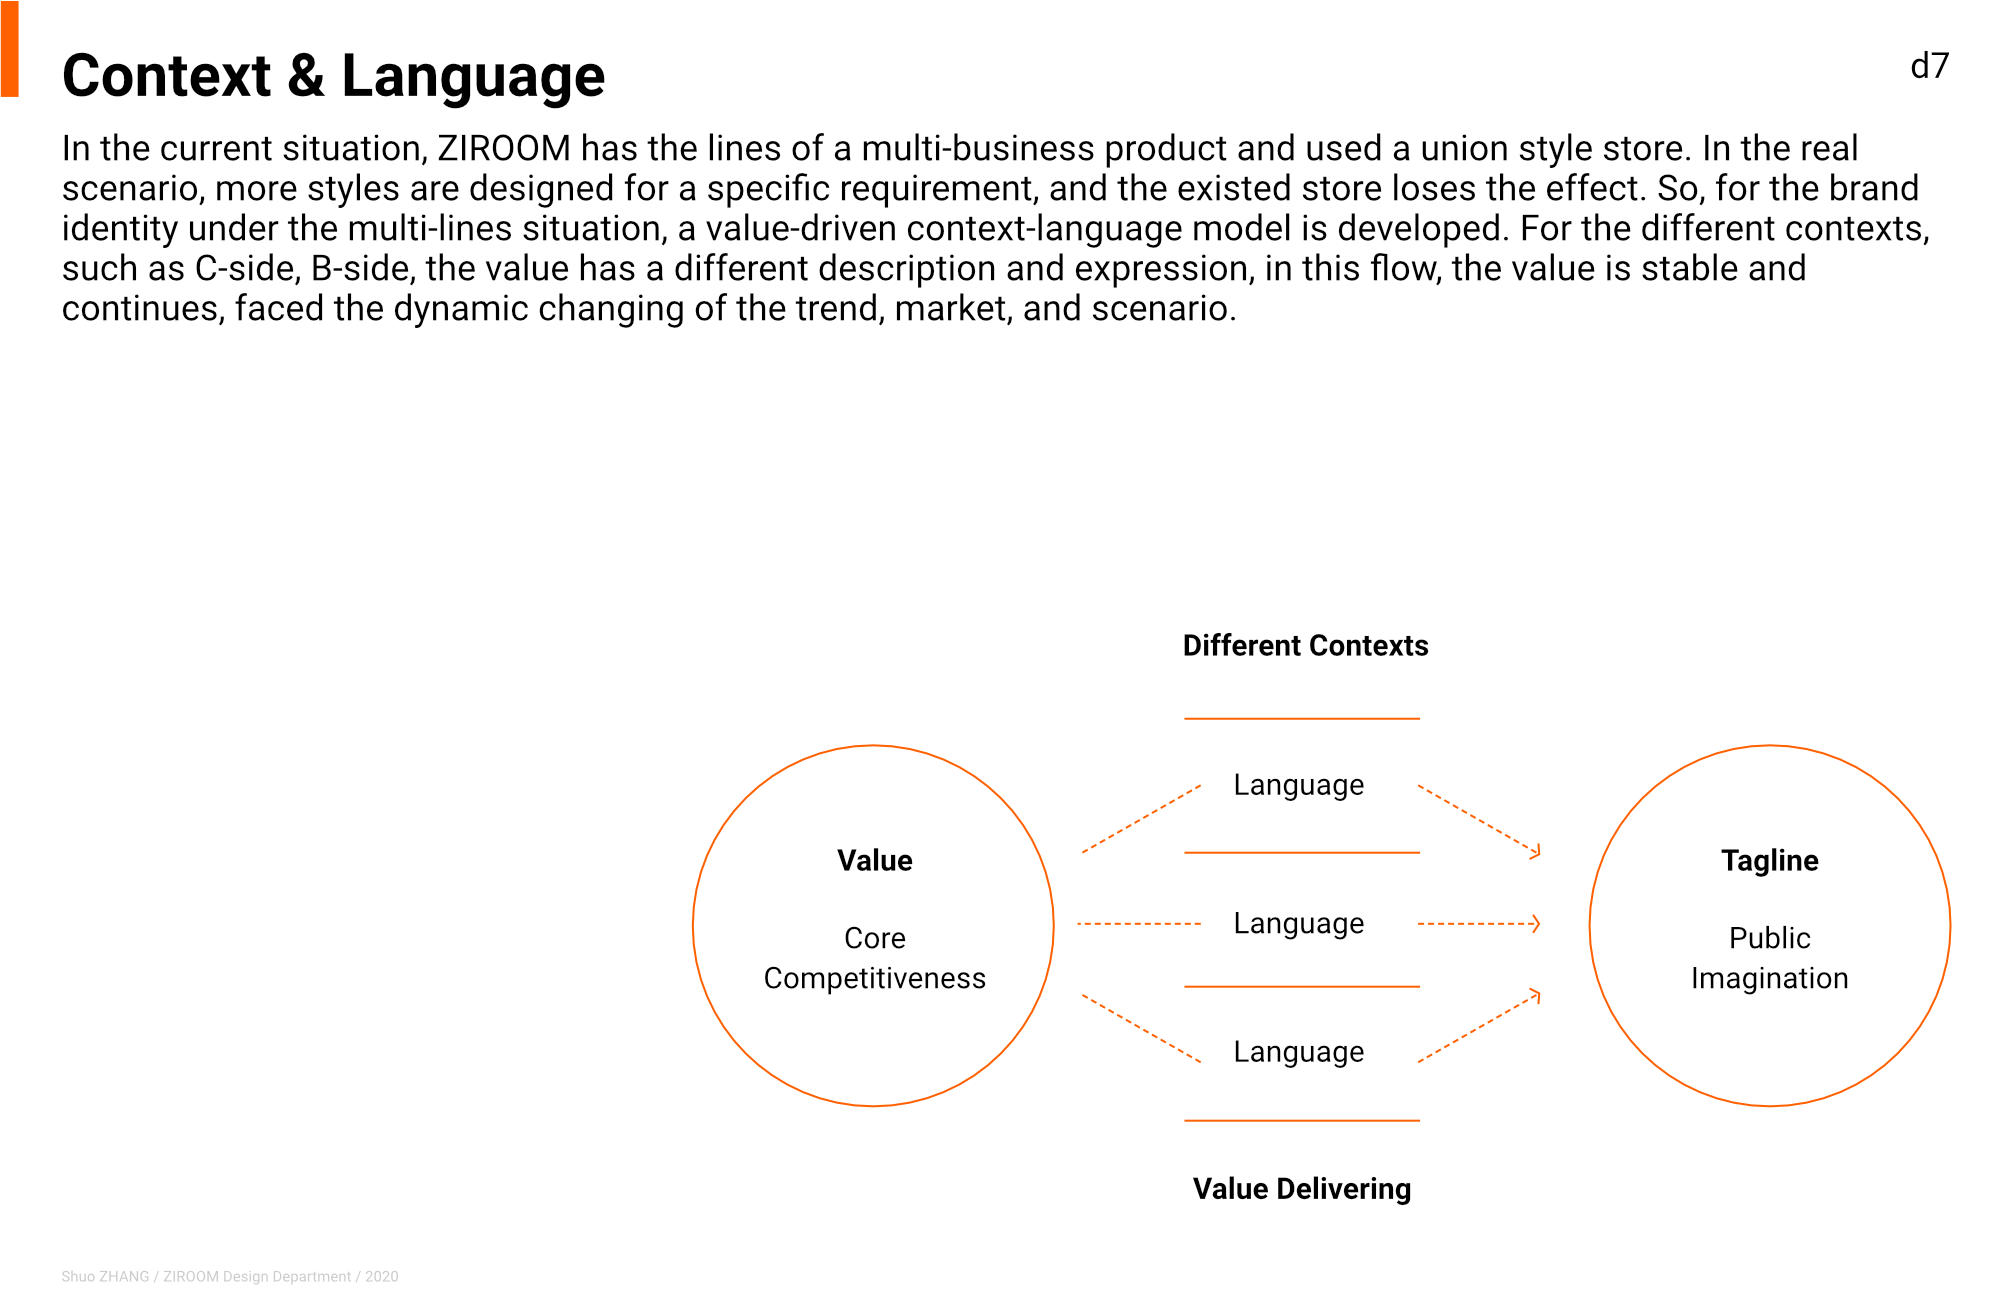 Context & Language
d7
In the current situation, ZIROOM has the lines of a multi-business product and used a union style store. In the real
scenario, more styles are designed for a specific requirement, and the existed store loses the effect. So, for the brand
identity under the multi-lines situation, a value-driven context-language model is developed. For the different contexts,
such as C-side, B-side, the value has a different description and expression, in this flow, the value is stable and
continues, faced the dynamic changing of the trend, market, and scenario.
Different Contexts
Language
Value
Core
Competitiveness
Language
Tagline
Public
Imagination
Language
Value Delivering
Shuo ZHANG / ZIROOM Design Department / 2020